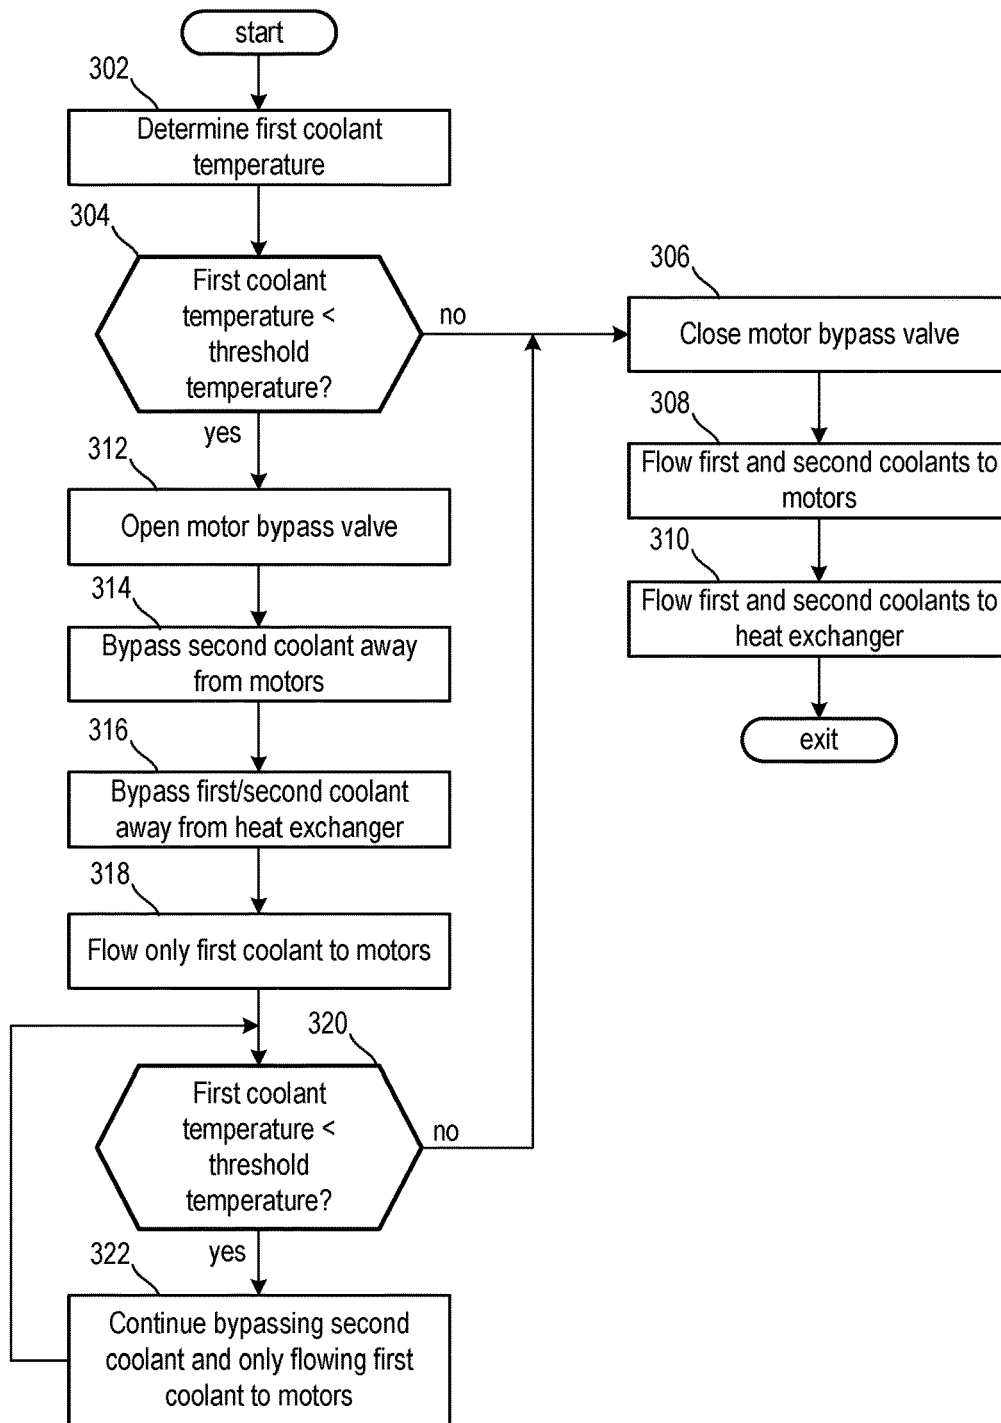 start
302
Determine first coolant
temperature
304
First coolant
temperature <
threshold
temperature?
no
yes
306
Close motor bypass valve
308
Flow first and second coolants to
motors
310
Flow first and second coolants to
heat exchanger
exit
312
Open motor bypass valve
314
Bypass second coolant away
from motors
316
Bypass first/second coolant
away from heat exchanger
318
Flow only first coolant to motors
320
First coolant
temperature <
threshold
temperature?
no
yes
322
Continue bypassing second
coolant and only flowing first
coolant to motors